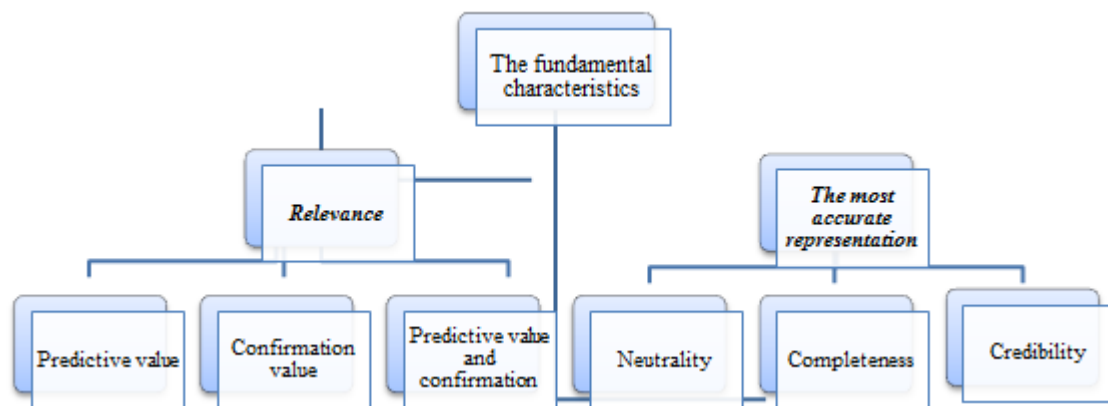 The fundamental
characteristics
Relevance
The most
accurate
representation
Predictive value
Confirmation
value
Predictive value
and
confirmation
Neutrality
Completeness
Credibility